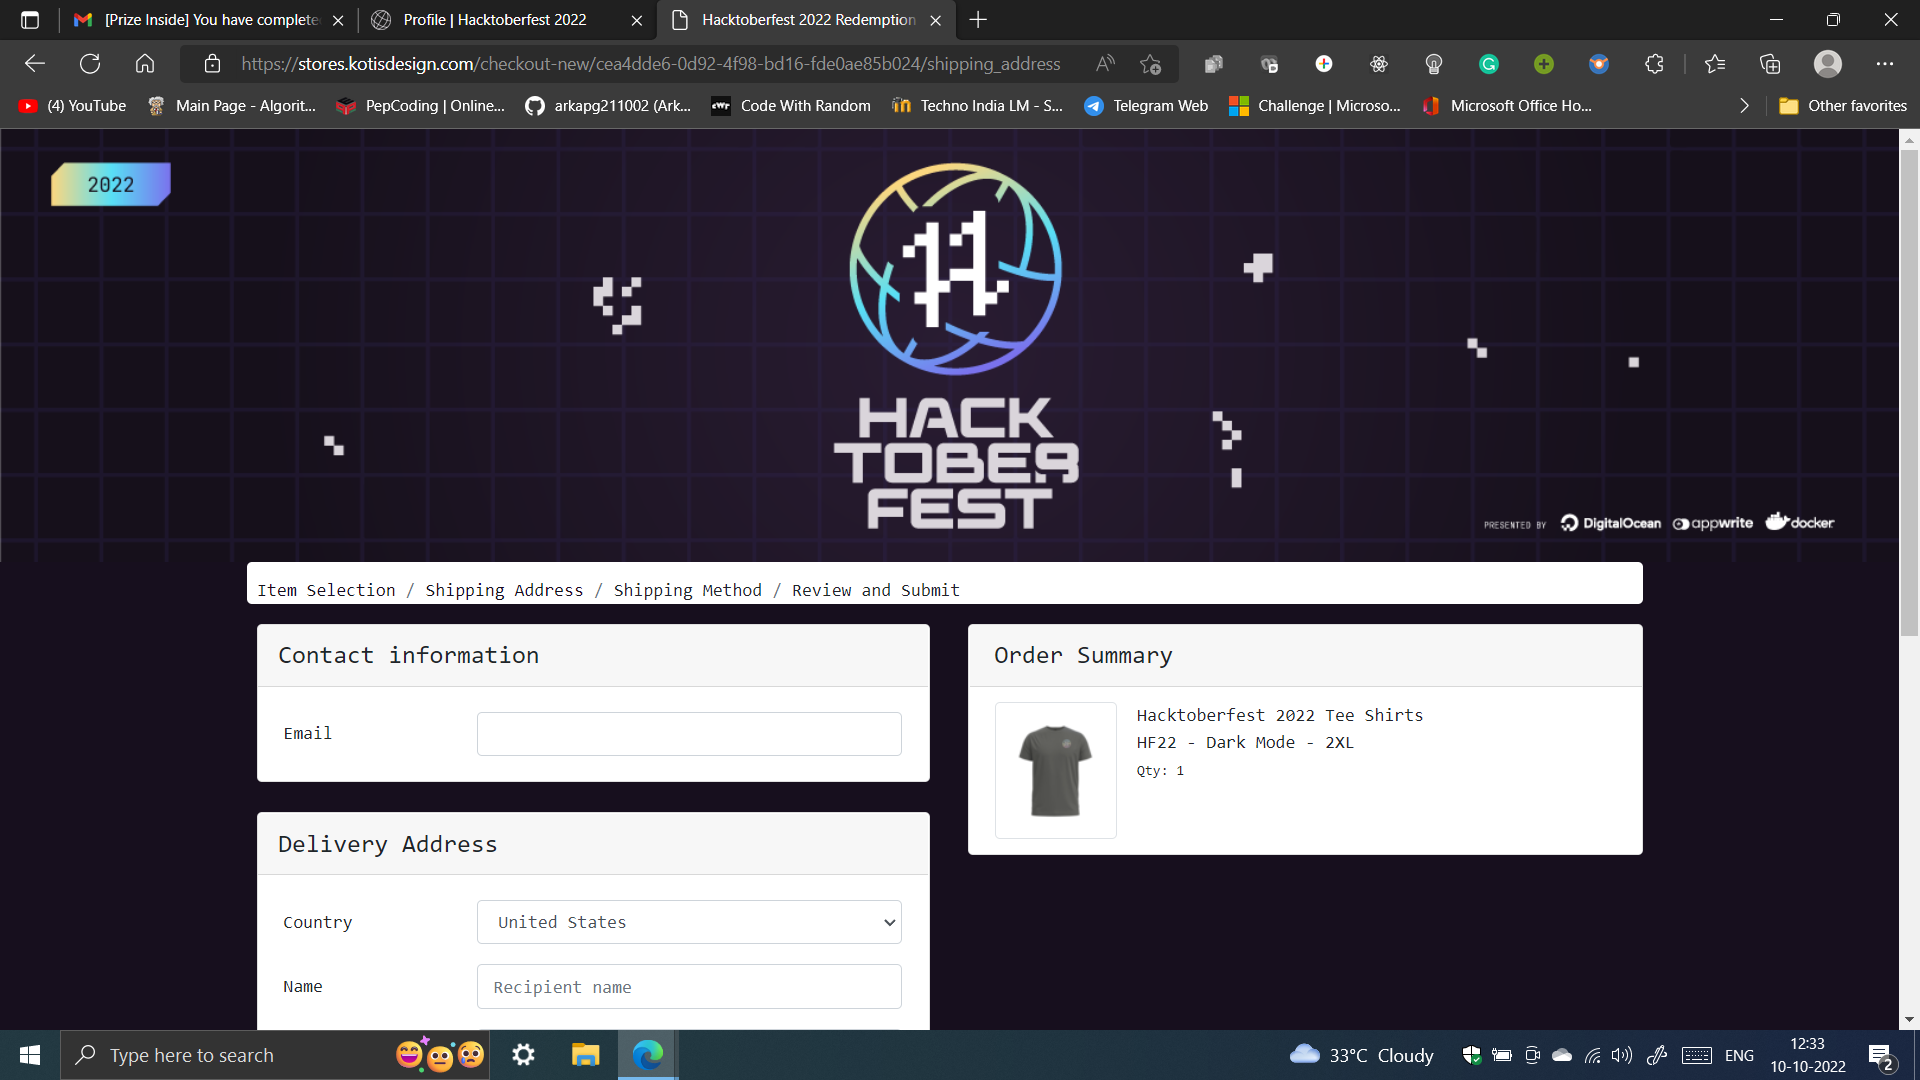 [Prize Inside] You have complete
Profile | Hacktoberfest 2022
Hacktoberfest 2022 Redemption
https://stores.kotisdesign.com/checkout-new/cea4dde6-0d92-4f98-bd16-fde0ae85b024/shipping_address
(4) YouTube
Main Page - Algorit...
PepCoding | Online...
arkapg211002 (Ark...
Code With Random
Techno India LM - S...
Telegram Web
Challenge | Microso...
Microsoft Office Ho...
Other favorites
2022
HACK
TOBER
FEST
PRESENTED BY DigitalOcean appwrite docker
Item Selection / Shipping Address / Shipping Method / Review and Submit
Contact information
Email
Order Summary
Hacktoberfest 2022 Tee Shirts
HF22 - Dark Mode - 2XL
Qty: 1
Delivery Address
Country
United States
Name
Recipient name
Type here to search
33°C Cloudy
ENG
12:33
10-10-2022
2